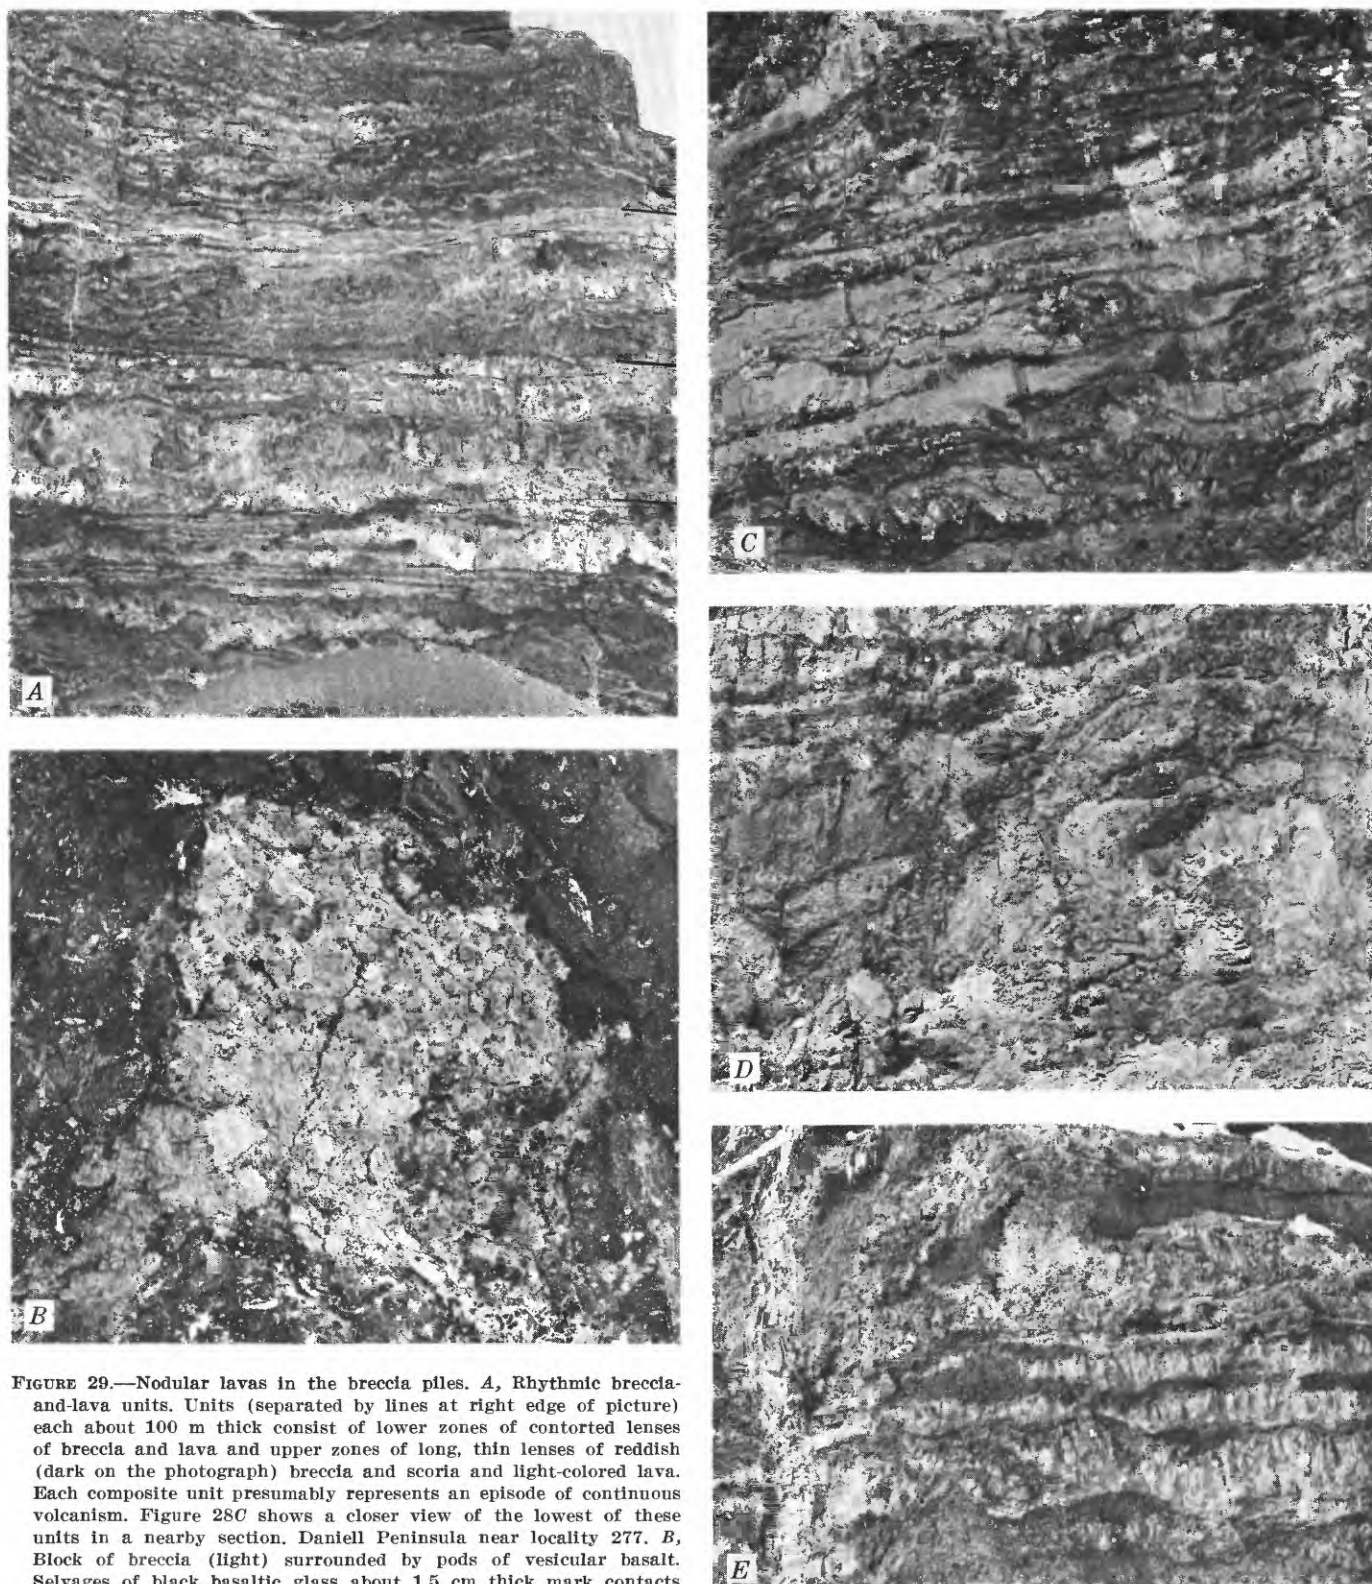 A
C
D
B
E
FIGURE 29.—Nodular lavas in the breccia piles. A, Rhythmic breccia-
and-lava units. Units (separated by lines at right edge of picture)
each about 100 m thick consist of lower zones of contorted lenses
of breccia and lava and upper zones of long, thin lenses of reddish
(dark on the photograph) breccia and scoria and light-colored lava.
Each composite unit presumably represents an episode of continuous
volcanism. Figure 28C shows a closer view of the lowest of these
units in a nearby section. Daniell Peninsula near locality 277. B,
Block of breccia (light) surrounded by pods of vesicular basalt.
Selvages of black basaltic glass about 1.5 cm thick mark contacts